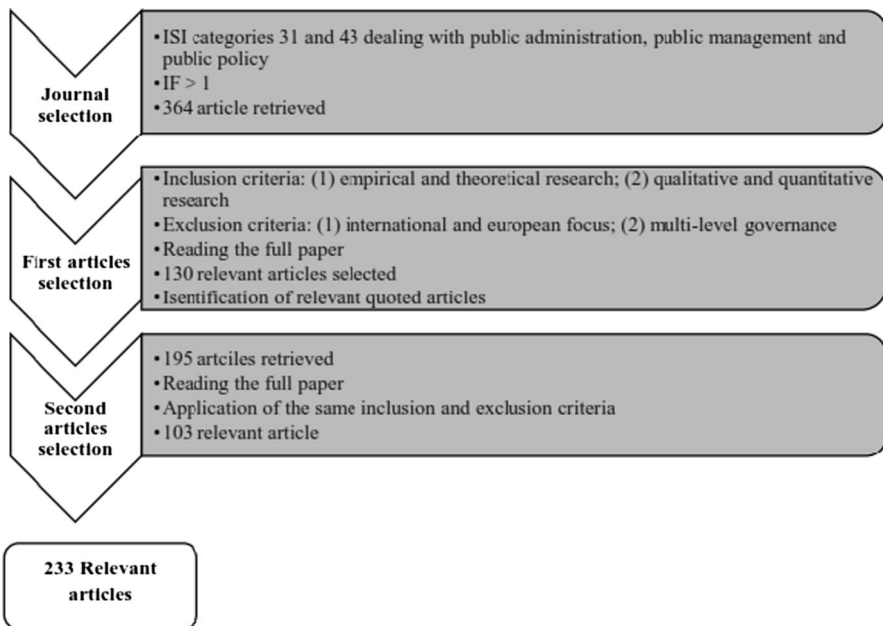 Journal
selection
•ISI categories 31 and 43 dealing with public administration, public management and
public policy
•IF > 1
•364 article retrieved
First articles
selection
•Inclusion criteria: (1) empirical and theoretical research; (2) qualitative and quantitative
research
•Exclusion criteria: (1) international and european focus; (2) multi-level governance
•Reading the full paper
•130 relevant articles selected
•Isentification of relevant quoted articles
Second
articles
selection
•195 artciles retrieved
•Reading the full paper
•Application of the same inclusion and exclusion criteria
•103 relevant article
233 Relevant
articles